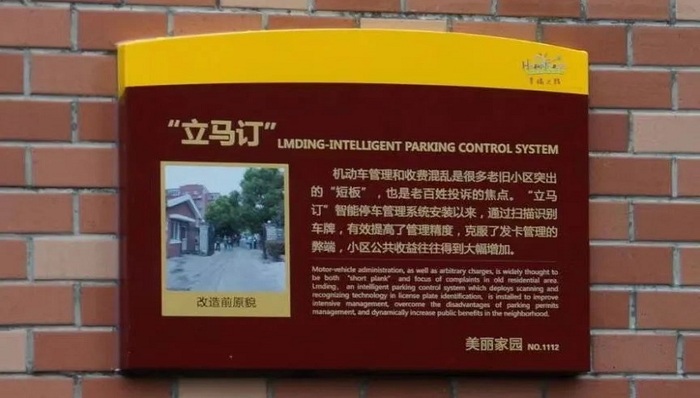 “立马订” LMDING-INTELLIGENT PARKING CONTROL SYSTEM
机动车管理和收费混乱是很多老旧小区突出
的“短板”，也是老百姓投诉的焦点。“立马
订”智能停车管理系统安装以来，通过扫描识别
车牌，有效提高了管理精度，克服了发卡管理的
弊端，小区公共收益往往得到大幅增加。
Motor-vehicle administration, as well as arbitrary charges, is widely thought to
be both "short plank" and focus of complaints in old residential area.
Lmding, an intelligent parking control system which deploys scanning and
recognizing technology in license plate identification, is installed to improve
intensive management, overcome the disadvantages of parking permits
management, and dynamically increase public benefits in the neighborhood.
改造前原貌
美丽家园 NO.1112